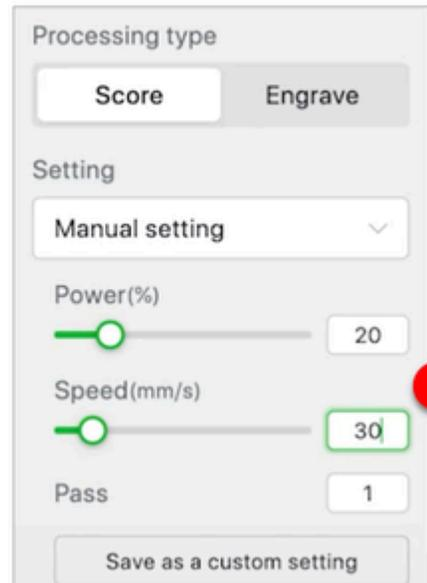 Processing type
Score Engrave
Setting
Manual setting
Power(%)
20
Speed(mm/s)
30
Pass 1
Save as a custom setting